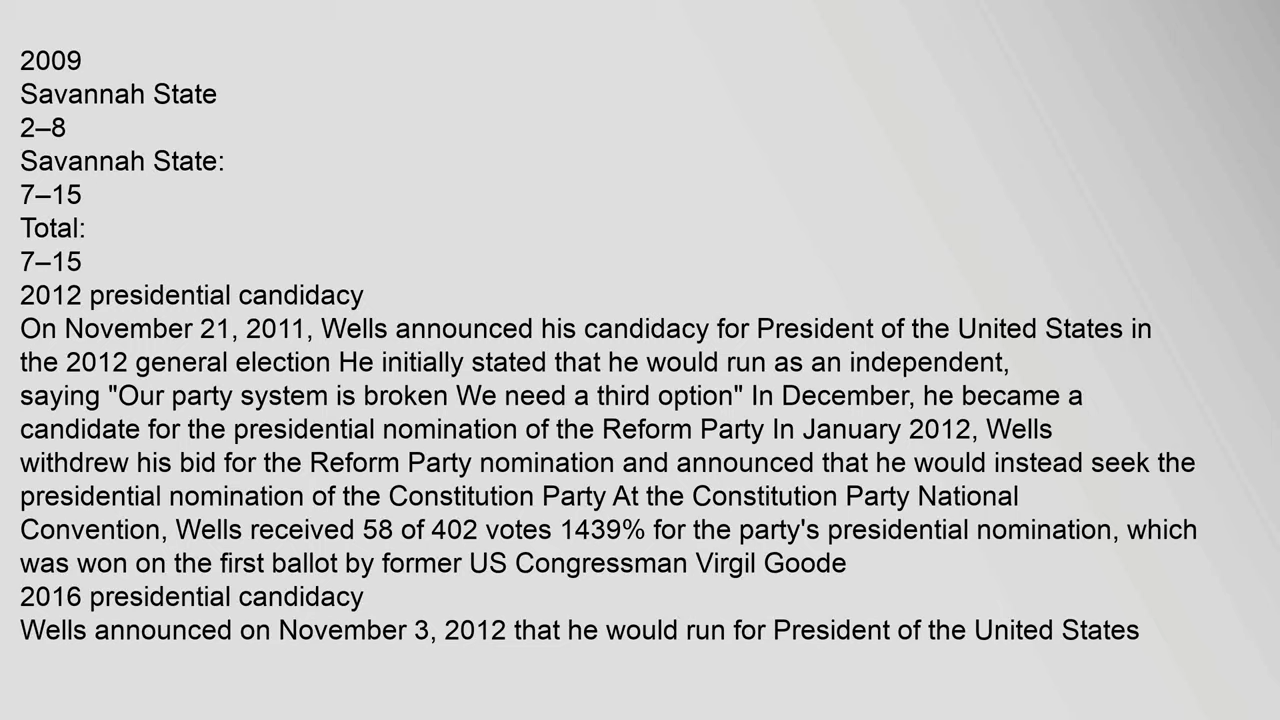 2009
Savannah State
2–8
Savannah State:
7–15
Total:
7–15
2012 presidential candidacy
On November 21, 2011, Wells announced his candidacy for President of the United States in
the 2012 general election He initially stated that he would run as an independent,
saying "Our party system is broken We need a third option" In December, he became a
candidate for the presidential nomination of the Reform Party In January 2012, Wells
withdrew his bid for the Reform Party nomination and announced that he would instead seek the
presidential nomination of the Constitution Party At the Constitution Party National
Convention, Wells received 58 of 402 votes 1439% for the party's presidential nomination, which
was won on the first ballot by former US Congressman Virgil Goode
2016 presidential candidacy
Wells announced on November 3, 2012 that he would run for President of the United States